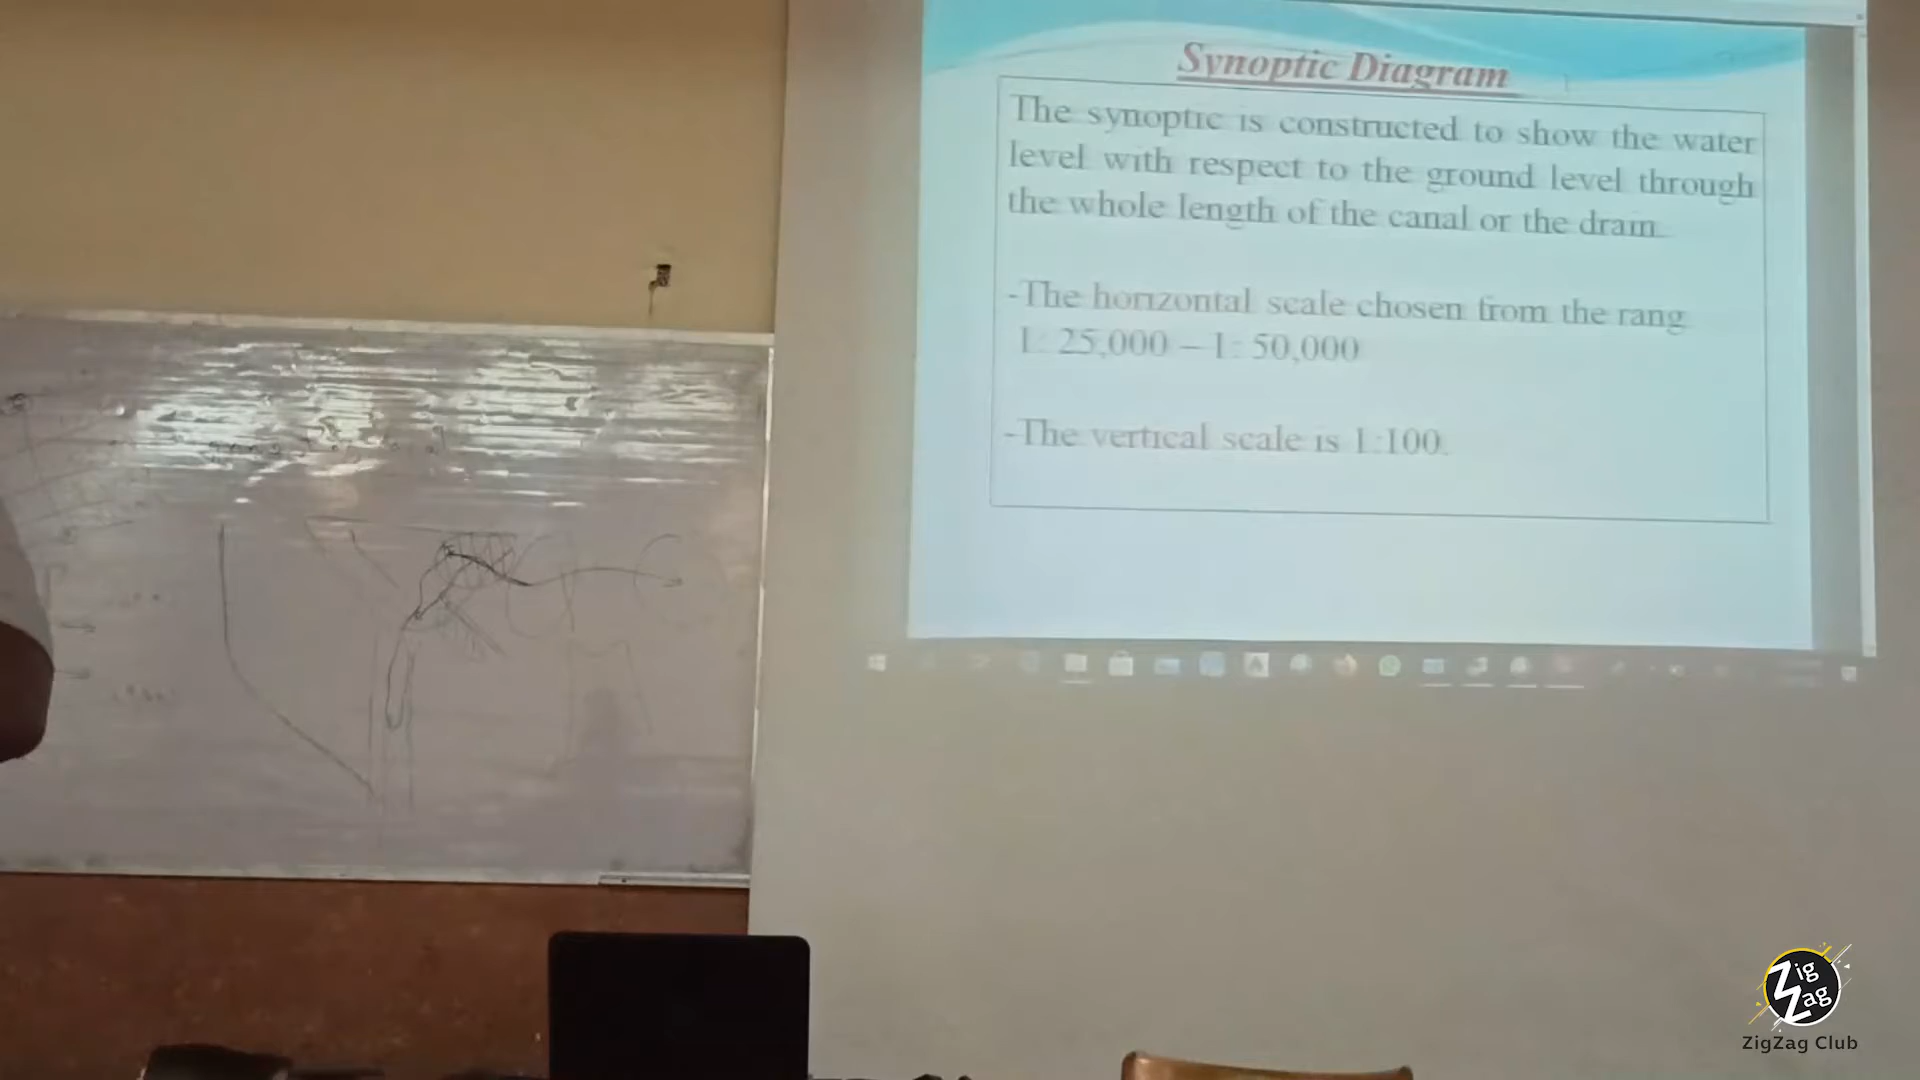 Synoptic Diagram
The synoptic is constructed to show the water
level with respect to the ground level through
the whole length of the canal or the drain.
-The horizontal scale chosen from the rang
1: 25,000 – 1: 50,000
-The vertical scale is 1:100.
Zig
Zag
ZigZag Club